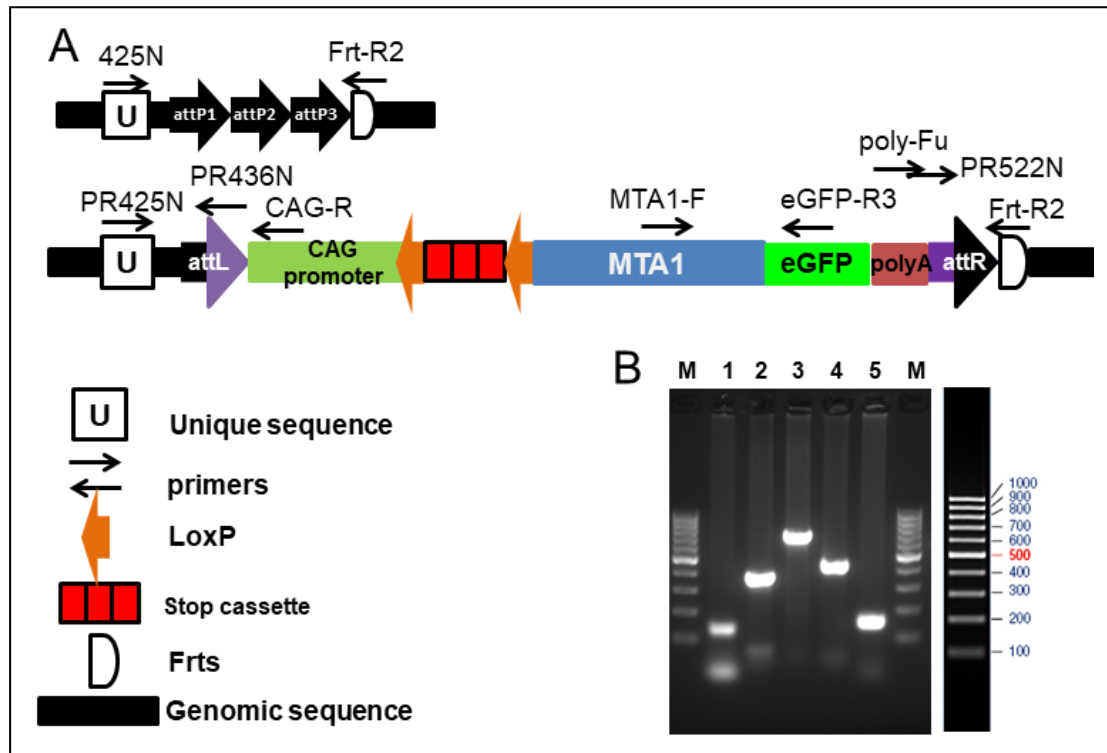 A
425N
Frt-R2
U
attP1
attP2
attP3
poly-Fu
PR436N
PR522N
PR425N
CAG-R
MTA1-F
eGFP-R3
Frt-R2
U
attL
CAG
promoter
MTA1
eGFP
polyA
attR
U
Unique sequence
primers
LoxP
Stop cassette
Frts
Genomic sequence
B
M 1 2 3 4 5 M
1000
900
800
700
600
500
400
300
200
100